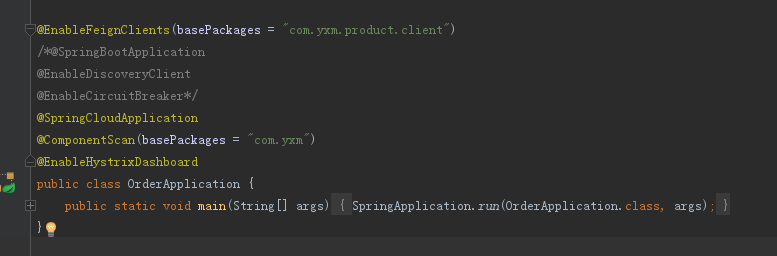 @EnableFeignClients(basePackages = "com.yxm.product.client")
/*@SpringBootApplication
@EnableDiscoveryClient
@EnableCircuitBreaker*/
@SpringCloudApplication
@ComponentScan(basePackages = "com.yxm")
@EnableHystrixDashboard
public class OrderApplication {
    public static void main(String[] args) { SpringApplication.run(OrderApplication.class, args); }
}